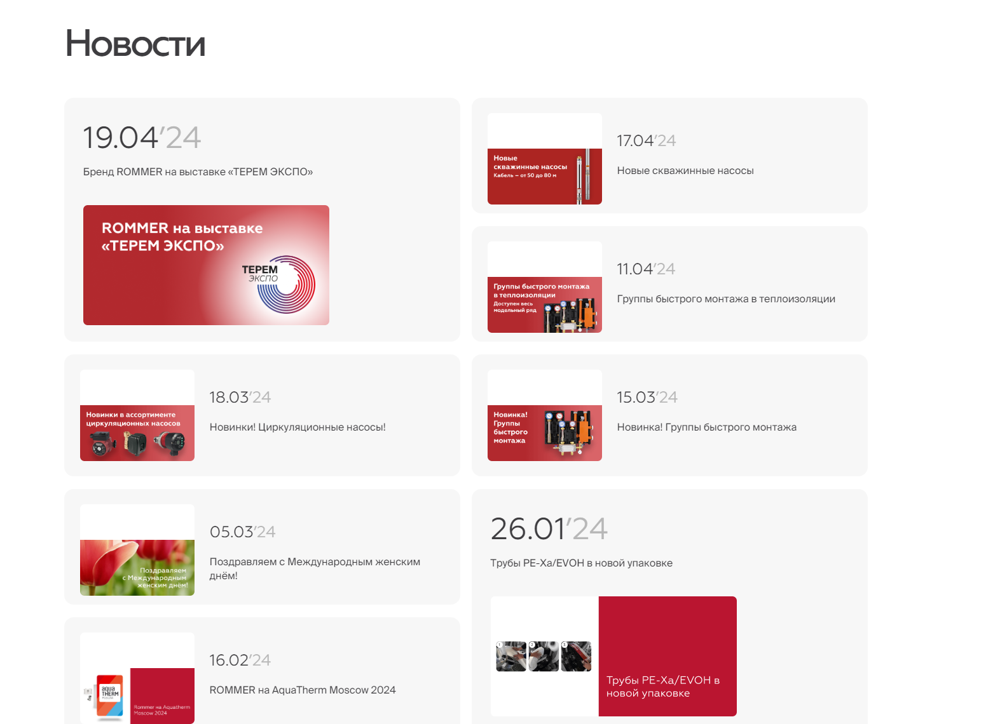 Новости
19.04'24
Бренд ROMMER на выставке «ТЕРЕМ ЭКСПО»
ROMMER на выставке
«ТЕРЕМ ЭКСПО»
ТЕРЕМ
ЭКСПО
Новые
скважинные насосы
Кабель – от 50 до 80 м
17.04'24
Новые скважинные насосы
Группы быстрого монтажа
в теплоизоляции
Доступен весь
модельный ряд
11.04'24
Группы быстрого монтажа в теплоизоляции
Новинки в ассортименте
циркуляционных насосов
18.03'24
Новинки! Циркуляционные насосы!
Новинка!
Группы
быстрого
монтажа
15.03'24
Новинка! Группы быстрого монтажа
Поздравляем
с Международным
женским днём!
05.03'24
Поздравляем с Международным женским
днём!
26.01'24
Трубы PE-Xa/EVOH в новой упаковке
1
2
3
Трубы PE-Xa/EVOH в
новой упаковке
aqua
THERM
MOSCOW
Rommer на Aquatherm
Moscow 2024
16.02'24
ROMMER на AquaTherm Moscow 2024